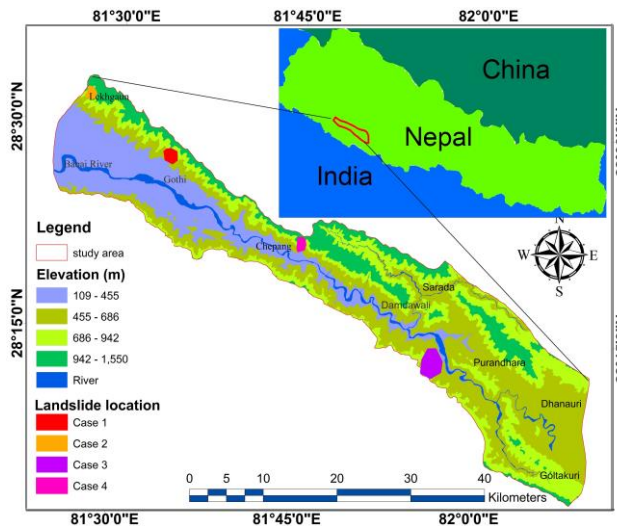 81°30'0"E 81°45'0"E 82°0'0"E
28°30'0"N
28°15'0"N
China
Nepal
India
Lekhgaun
Babai River
Gothi
Chepang
Sarada
Damdawali
Purandhara
Dhanauri
Goltakuri
N
W E
S
Legend
study area
Elevation (m)
109 - 455
455 - 686
686 - 942
942 - 1,550
River
Landslide location
Case 1
Case 2
Case 3
Case 4
0 5 10 20 30 40
Kilometers
81°30'0"E 81°45'0"E 82°0'0"E